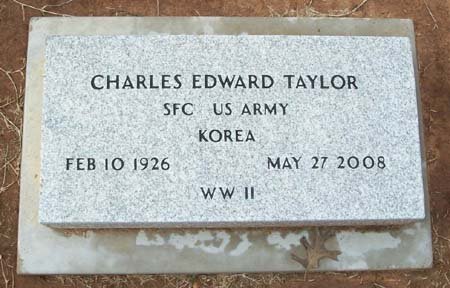 CHARLES EDWARD TAYLOR
SFC US ARMY
KOREA
FEB 10 1926 MAY 27 2008
WW II